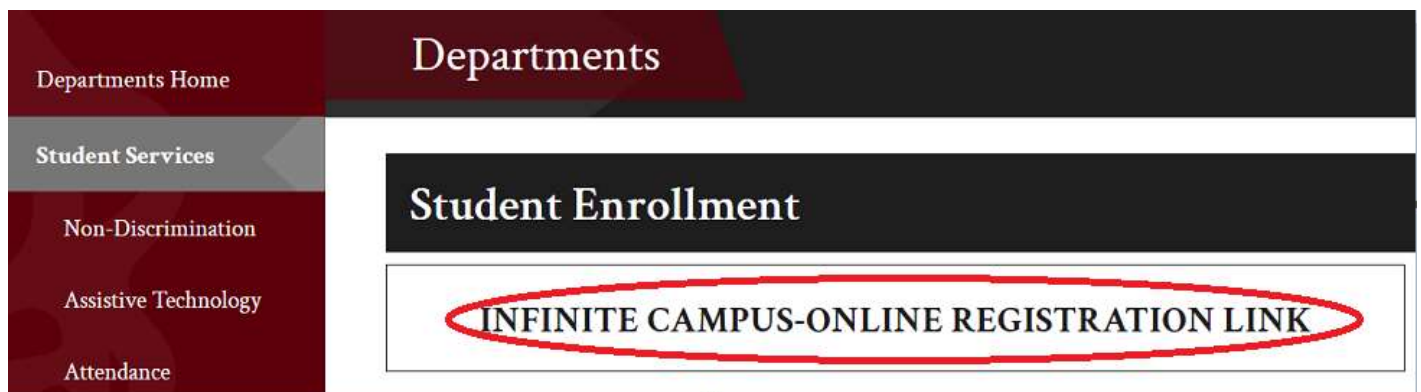 Departments Home
Student Services
Non-Discrimination
Assistive Technology
Attendance
Departments
Student Enrollment
INFINITE CAMPUS-ONLINE REGISTRATION LINK